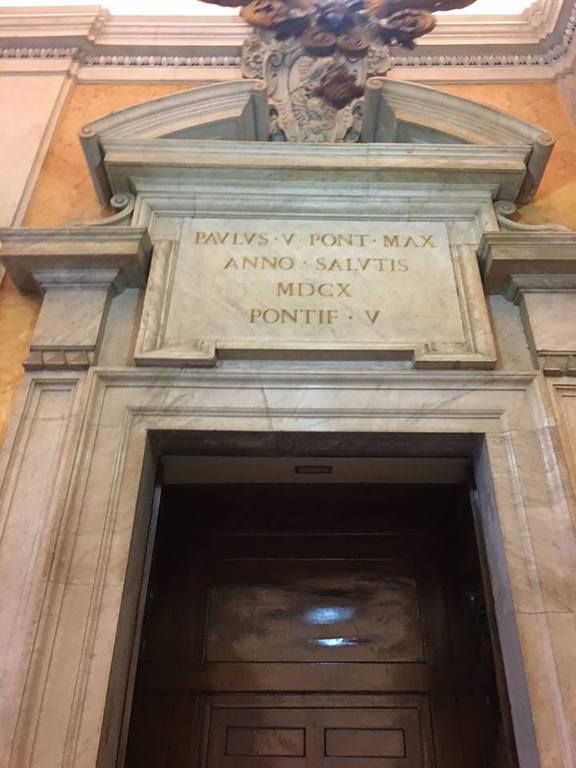 PAVLVS · V · PONT · MAX
ANNO · SALVTIS
MDCX
PONTIF · V